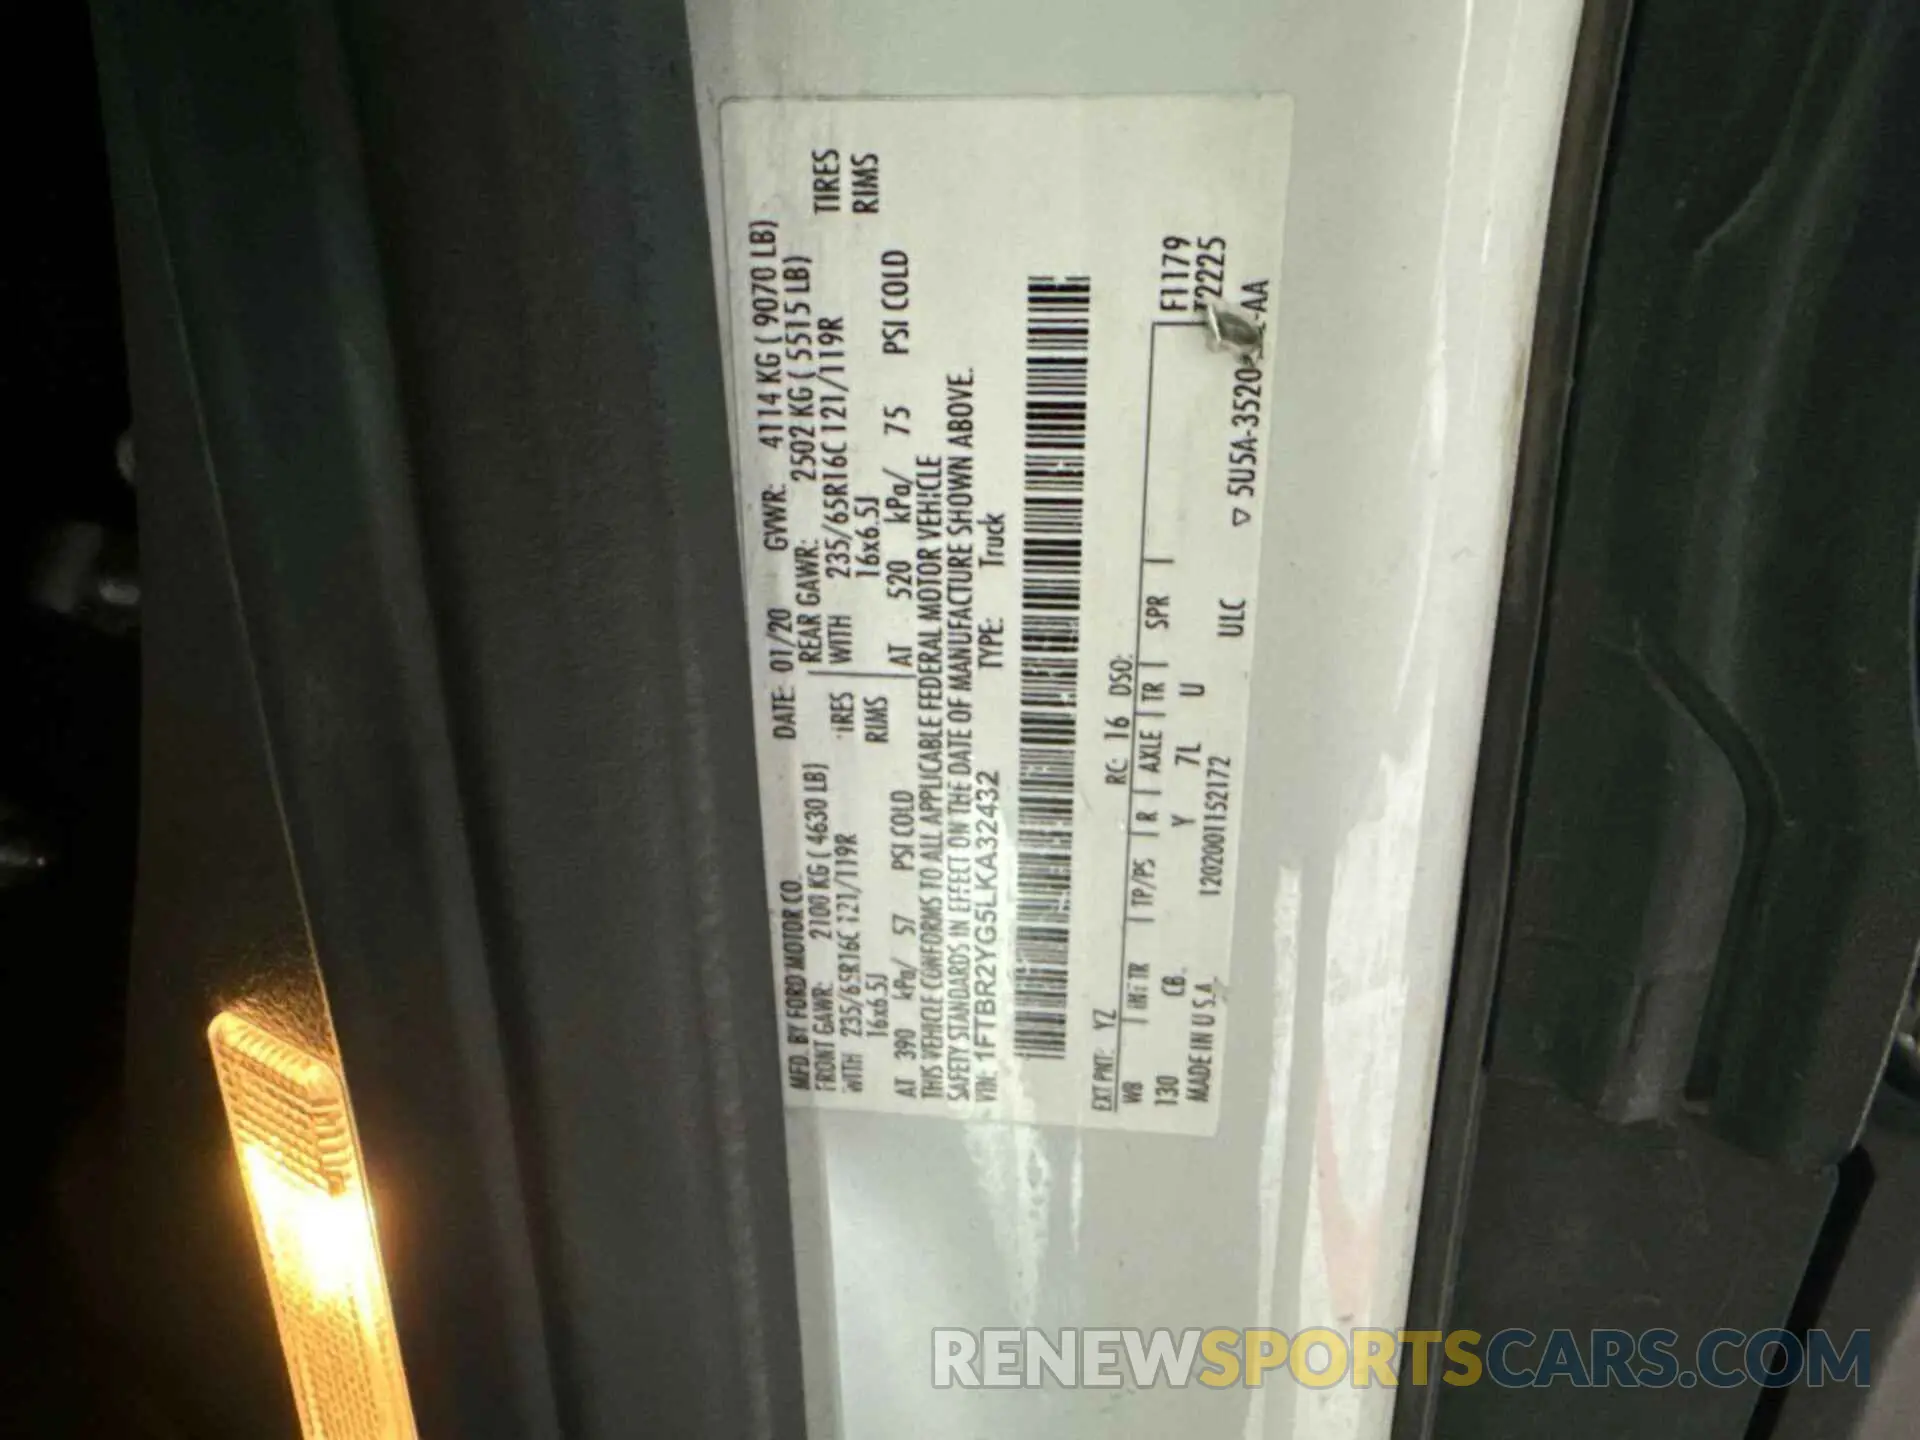 MFD. BY FORD MOTOR CO. DATE: 01/20 GVWR: 4114 KG ( 9070 LB)
FRONT GAWR: 2100 KG ( 4630 LB) REAR GAWR: 2502 KG ( 5515 LB)
WITH 235/65R16C 121/119R TIRES WITH 235/65R16C 121/119R TIRES
16x6.5J RIMS 16x6.5J RIMS
AT 390 kPa/ 57 PSI COLD AT 520 kPa/ 75 PSI COLD
THIS VEHICLE CONFORMS TO ALL APPLICABLE FEDERAL MOTOR VEHICLE
SAFETY STANDARDS IN EFFECT ON THE DATE OF MANUFACTURE SHOWN ABOVE.
VIN: 1FTBR2YG5LKA32432 TYPE: Truck
EXT PNT: YZ RC: 16 DSO:
WB INT TR TP/PS R AXLE TR SPR F1179
130 CB Y 7L U T2225
MADE IN U.S.A. 1202001152172 ULC ▽ 5U5A-3520 -AA
RENEWSPORTSCARS.COM